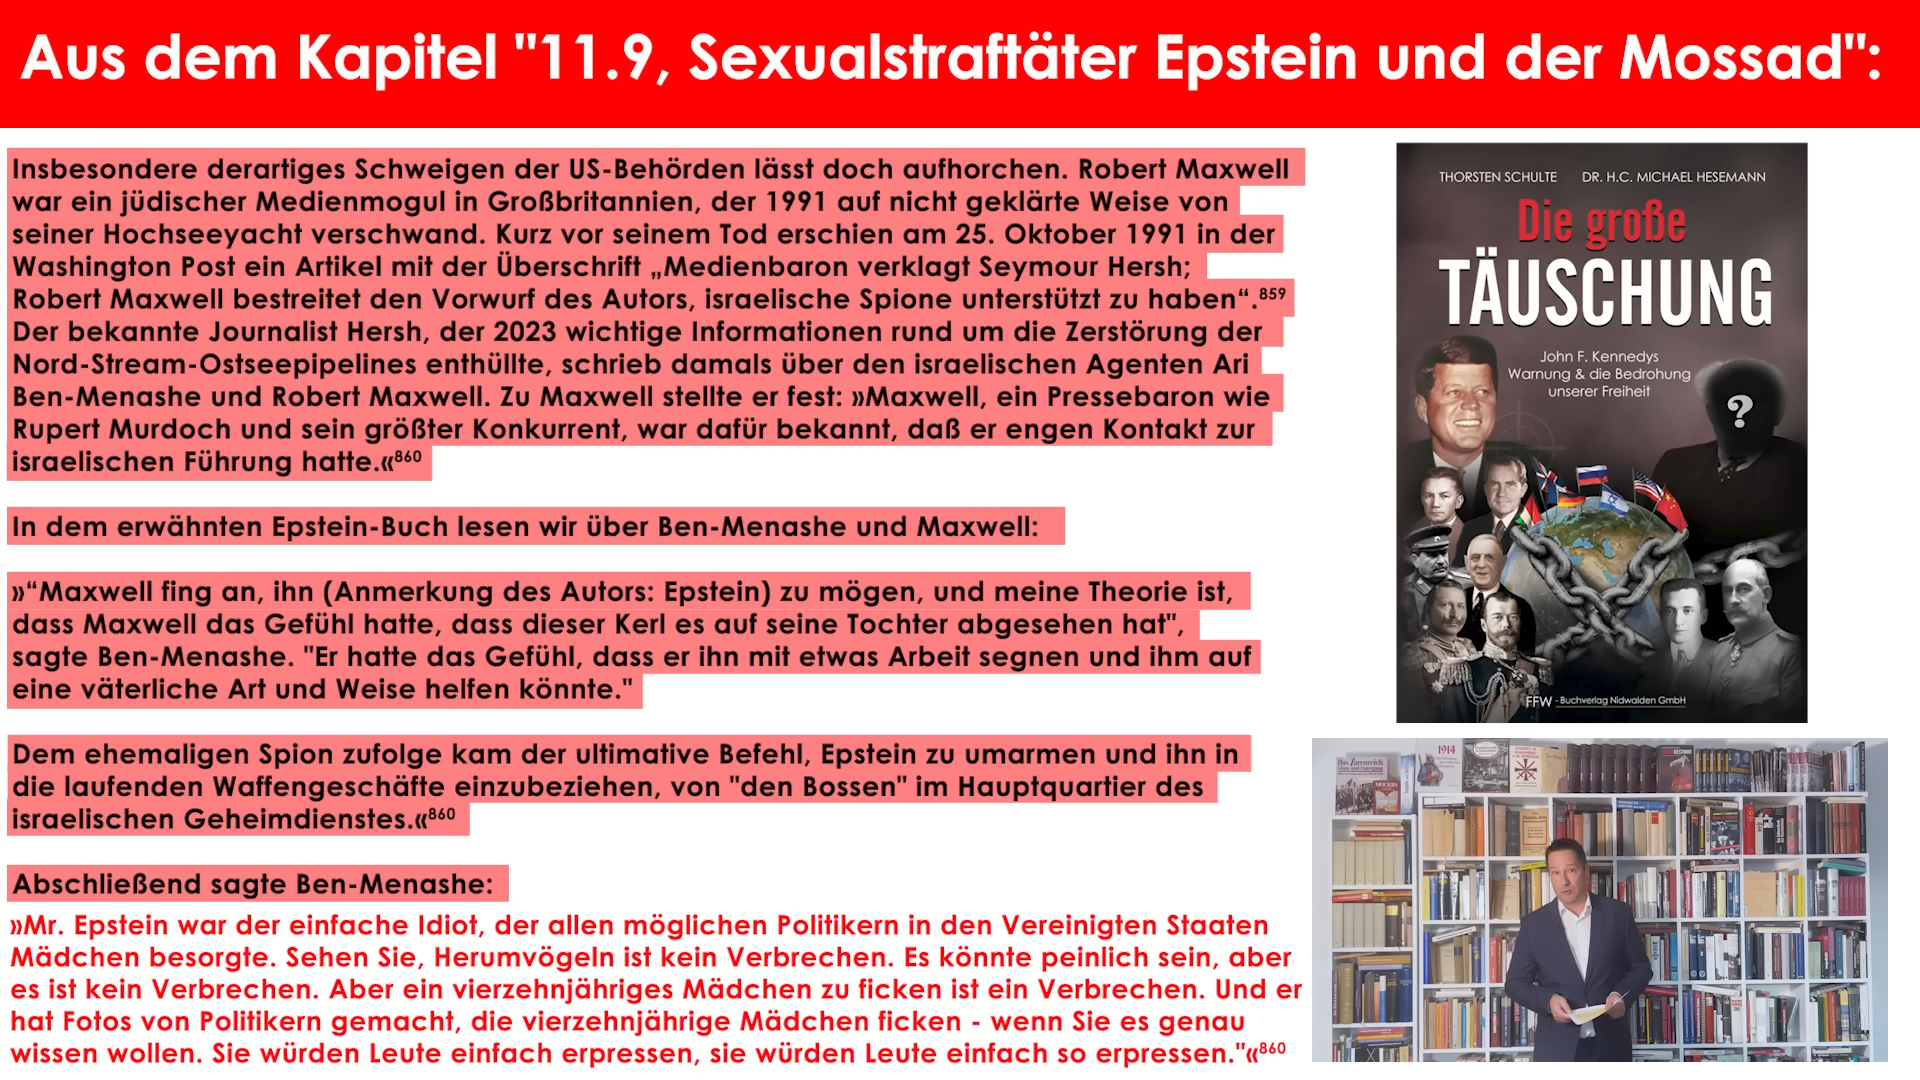 Aus dem Kapitel "11.9, Sexualstraftäter Epstein und der Mossad":
Insbesondere derartiges Schweigen der US-Behörden lässt doch aufhorchen. Robert Maxwell
war ein jüdischer Medienmogul in Großbritannien, der 1991 auf nicht geklärte Weise von
seiner Hochseeyacht verschwand. Kurz vor seinem Tod erschien am 25. Oktober 1991 in der
Washington Post ein Artikel mit der Überschrift „Medienbaron verklagt Seymour Hersh;
Robert Maxwell bestreitet den Vorwurf des Autors, israelische Spione unterstützt zu haben“.859
Der bekannte Journalist Hersh, der 2023 wichtige Informationen rund um die Zerstörung der
Nord-Stream-Ostseepipelines enthüllte, schrieb damals über den israelischen Agenten Ari
Ben-Menashe und Robert Maxwell. Zu Maxwell stellte er fest: »Maxwell, ein Pressebaron wie
Rupert Murdoch und sein größter Konkurrent, war dafür bekannt, daß er engen Kontakt zur
israelischen Führung hatte.«860
In dem erwähnten Epstein-Buch lesen wir über Ben-Menashe und Maxwell:
»“Maxwell fing an, ihn (Anmerkung des Autors: Epstein) zu mögen, und meine Theorie ist,
dass Maxwell das Gefühl hatte, dass dieser Kerl es auf seine Tochter abgesehen hat",
sagte Ben-Menashe. "Er hatte das Gefühl, dass er ihn mit etwas Arbeit segnen und ihm auf
eine väterliche Art und Weise helfen könnte."
Dem ehemaligen Spion zufolge kam der ultimative Befehl, Epstein zu umarmen und ihn in
die laufenden Waffengeschäfte einzubeziehen, von "den Bossen" im Hauptquartier des
israelischen Geheimdienstes.«860
Abschließend sagte Ben-Menashe:
»Mr. Epstein war der einfache Idiot, der allen möglichen Politikern in den Vereinigten Staaten
Mädchen besorgte. Sehen Sie, Herumvögeln ist kein Verbrechen. Es könnte peinlich sein, aber
es ist kein Verbrechen. Aber ein vierzehnjähriges Mädchen zu ficken ist ein Verbrechen. Und er
hat Fotos von Politikern gemacht, die vierzehnjährige Mädchen ficken - wenn Sie es genau
wissen wollen. Sie würden Leute einfach erpressen, sie würden Leute einfach so erpressen."«860
THORSTEN SCHULTE DR. H.C. MICHAEL HESEMANN
Die große
TÄUSCHUNG
John F. Kennedys
Warnung & die Bedrohung
unserer Freiheit
?
FFW - Buchverlag Nidwalden GmbH
1914
Das Zarenreich